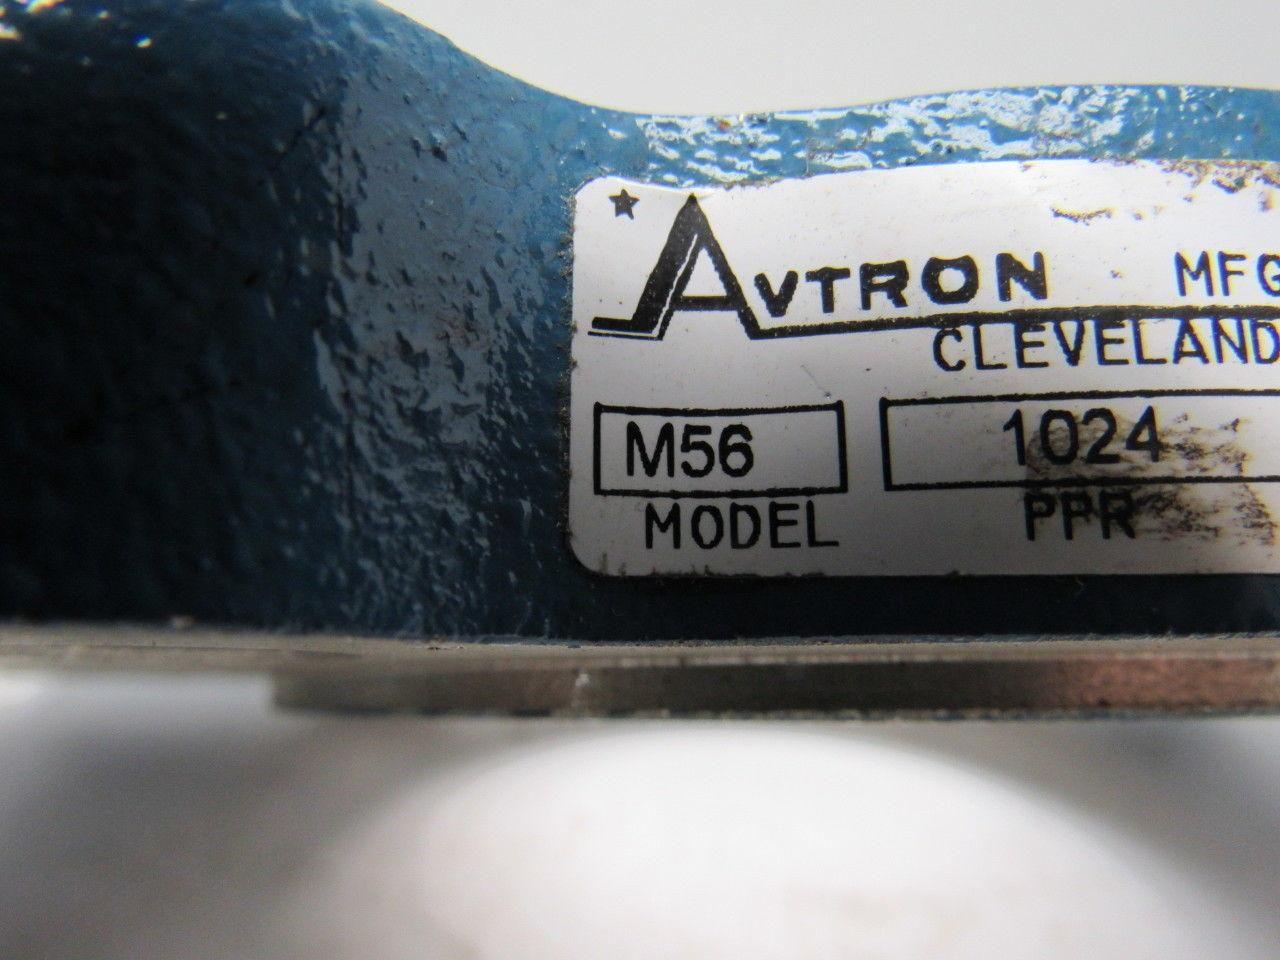 AVTRON MFG
CLEVELAND
M56 1024
MODEL PPR